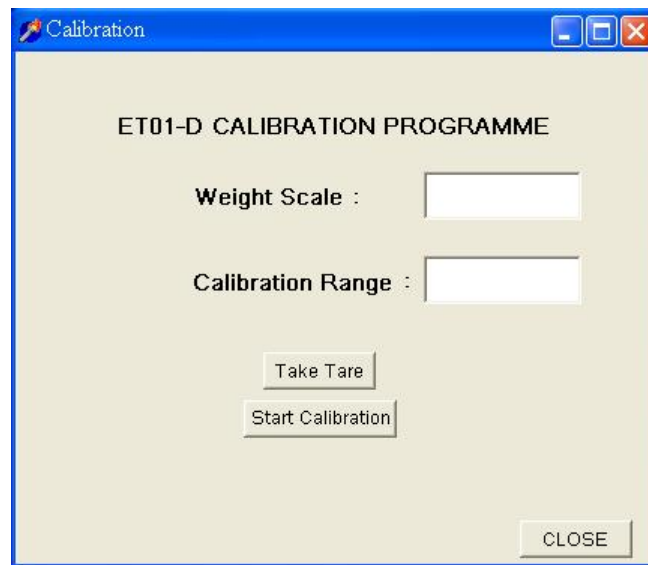 Calibration
ET01-D CALIBRATION PROGRAMME
Weight Scale :
Calibration Range :
Take Tare
Start Calibration
CLOSE